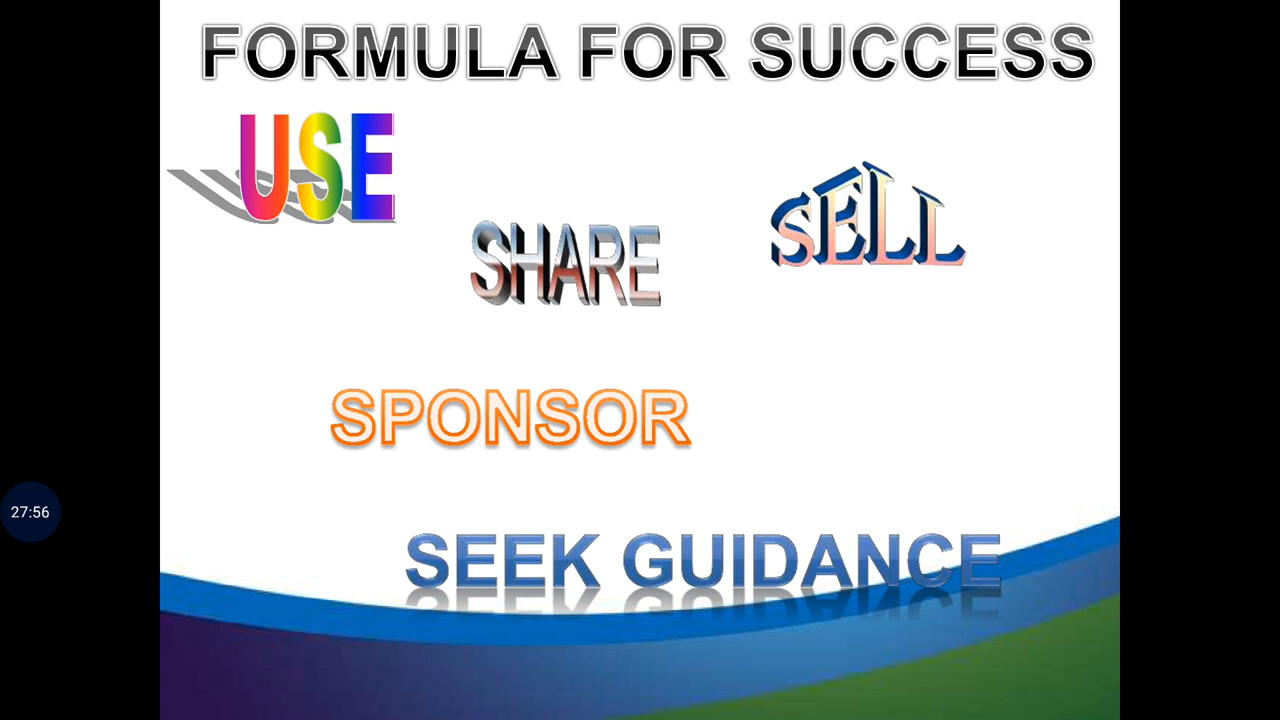 FORMULA FOR SUCCESS
USE
SHARE
SELL
SPONSOR
27:56
SEEK GUIDANCE